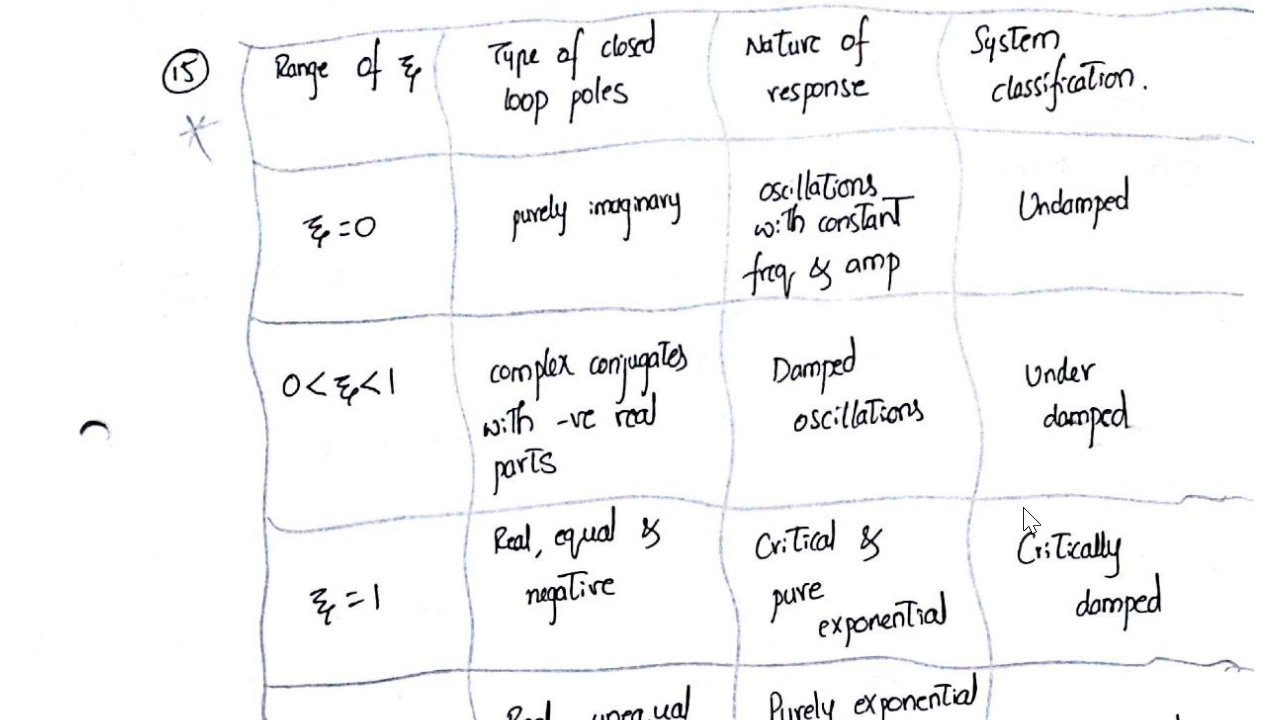 15
Range of ξ
Type of closed
loop poles
Nature of
response
System
classification.
ξ = 0
purely imaginary
oscillations
with constant
freq & amp
Undamped
0 < ξ < 1
complex conjugates
with -ve real
parts
Damped
oscillations
Under
damped
ξ = 1
Real, equal &
negative
Critical &
pure
exponential
Critically
damped
Real unequal
Purely exponential